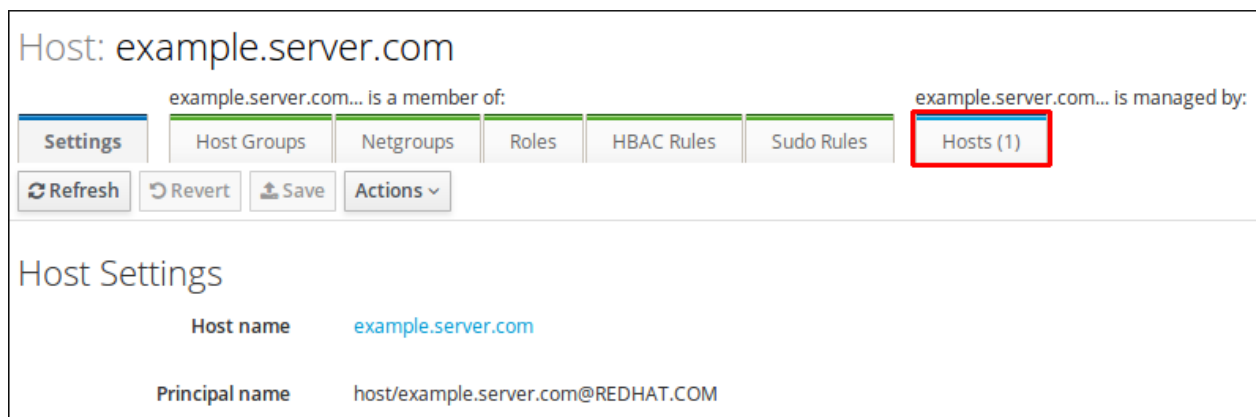 Host: example.server.com
example.server.com... is a member of: example.server.com... is managed by:
Settings Host Groups Netgroups Roles HBAC Rules Sudo Rules Hosts (1)
Refresh Revert Save Actions
Host Settings
Host name example.server.com
Principal name host/example.server.com@REDHAT.COM